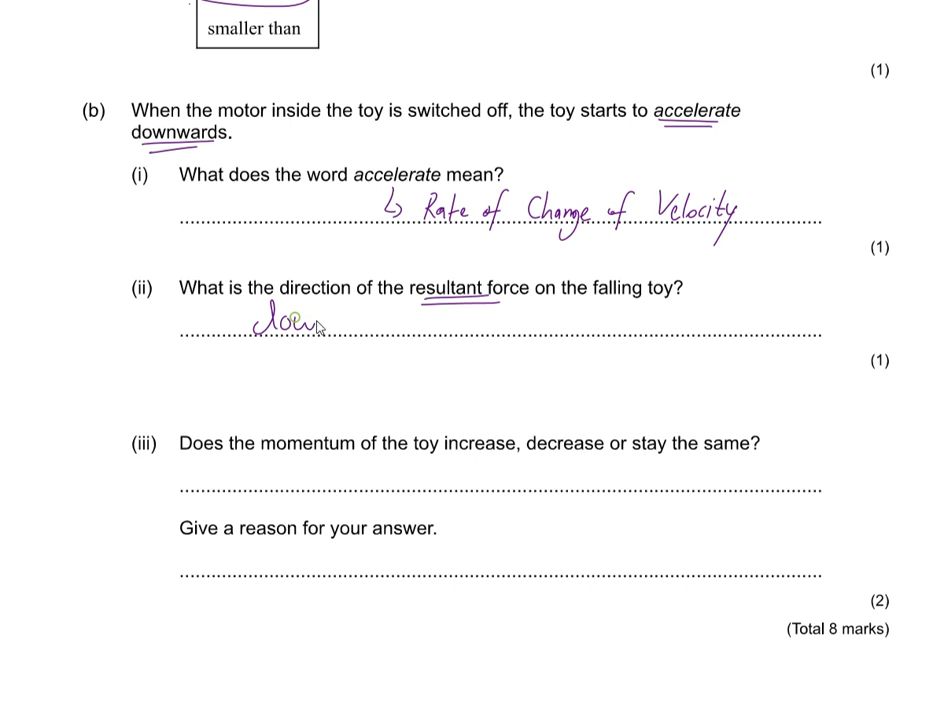 smaller than
(1)
(b) When the motor inside the toy is switched off, the toy starts to accelerate
downwards.
(i) What does the word accelerate mean?
↳ Rate of Change of Velocity
(1)
(ii) What is the direction of the resultant force on the falling toy?
dow
(1)
(iii) Does the momentum of the toy increase, decrease or stay the same?
Give a reason for your answer.
(2)
(Total 8 marks)